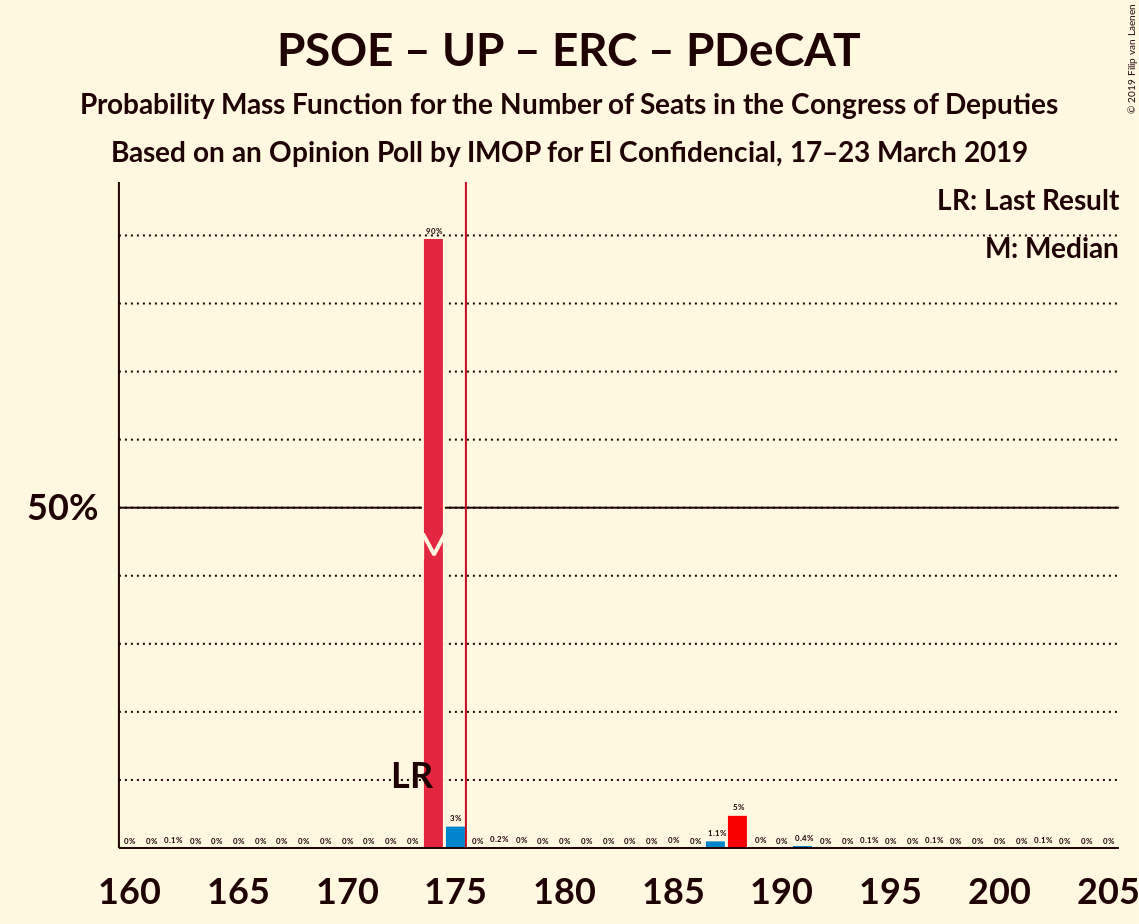 PSOE – UP – ERC – PDeCAT
Probability Mass Function for the Number of Seats in the Congress of Deputies
Based on an Opinion Poll by IMOP for El Confidencial, 17–23 March 2019
© 2019 Filip van Laenen
LR: Last Result
M: Median
90%
50%
LR
0% 0% 0.1% 0% 0% 0% 0% 0% 0% 0% 0% 0% 0% 0% 3% 0% 0.2% 0% 0% 0% 0% 0% 0% 0% 0% 0% 0% 1.1% 5% 0% 0% 0.4% 0% 0% 0.1% 0% 0% 0.1% 0% 0% 0% 0% 0.1% 0% 0% 0%
160 165 170 175 180 185 190 195 200 205